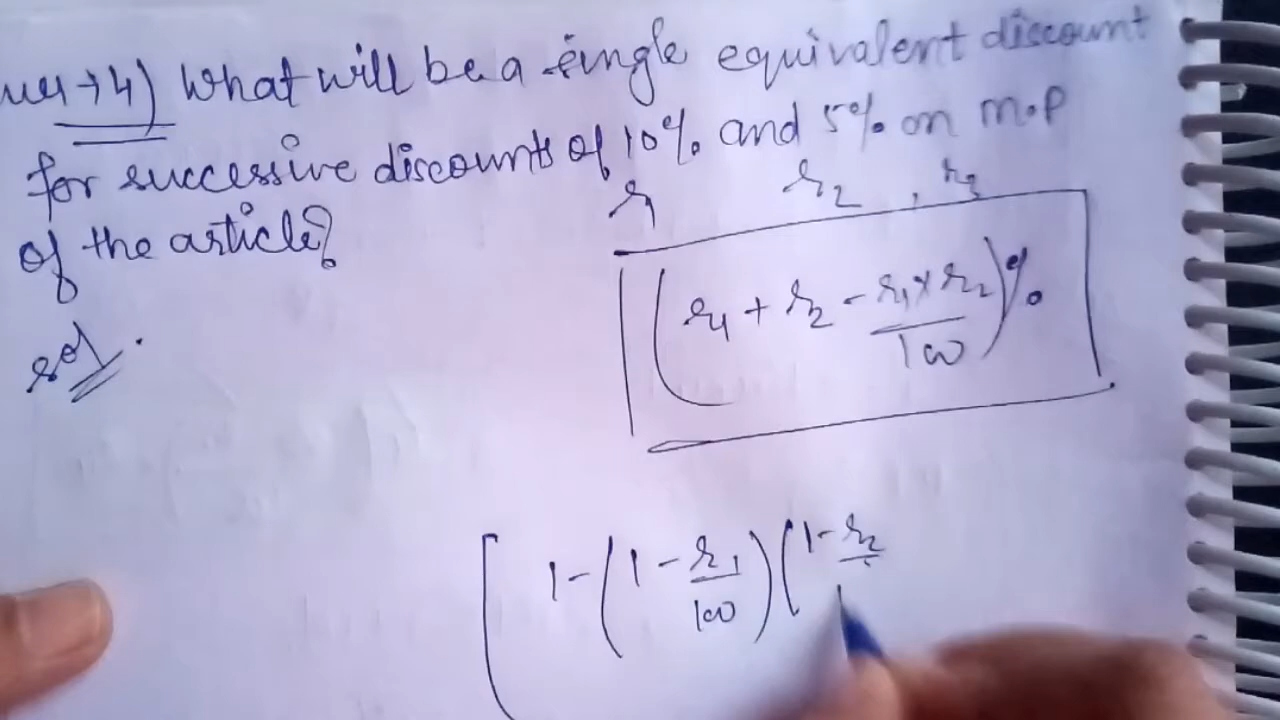 4) What will be a single equivalent discount
for successive discounts of 10% and 5% on M.P
of the article?
r1 r2 , r3
(r1 + r2 - r1 × r2 / 100) %
sol.
[1 - (1 - r1 / 100) (1 - r2 / 1